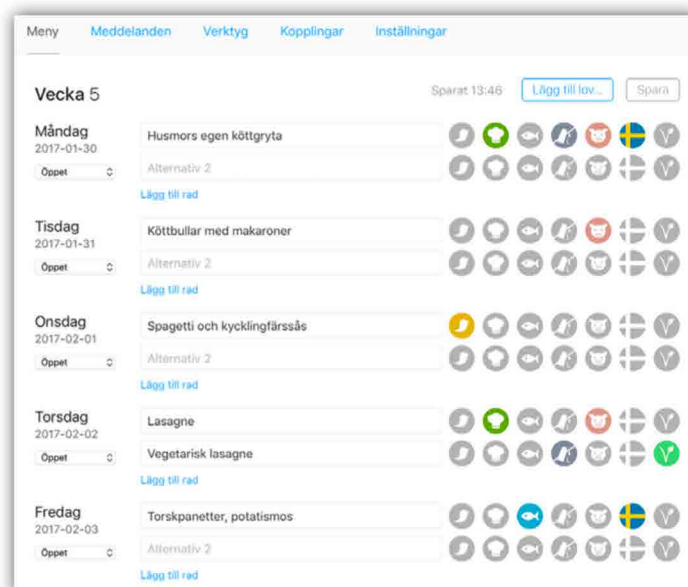 Meny Meddelanden Verktyg Kopplingar Inställningar
Vecka 5 Sparat 13:46 Lägg till lov... Spara
Måndag
2017-01-30
Öppet
Husmors egen köttgryta
Alternativ 2
Lägg till rad
Tisdag
2017-01-31
Öppet
Köttbullar med makaroner
Alternativ 2
Lägg till rad
Onsdag
2017-02-01
Öppet
Spagetti och kycklingfärssås
Alternativ 2
Lägg till rad
Torsdag
2017-02-02
Öppet
Lasagne
Vegetarisk lasagne
Lägg till rad
Fredag
2017-02-03
Öppet
Torskpanetter, potatismos
Alternativ 2
Lägg till rad